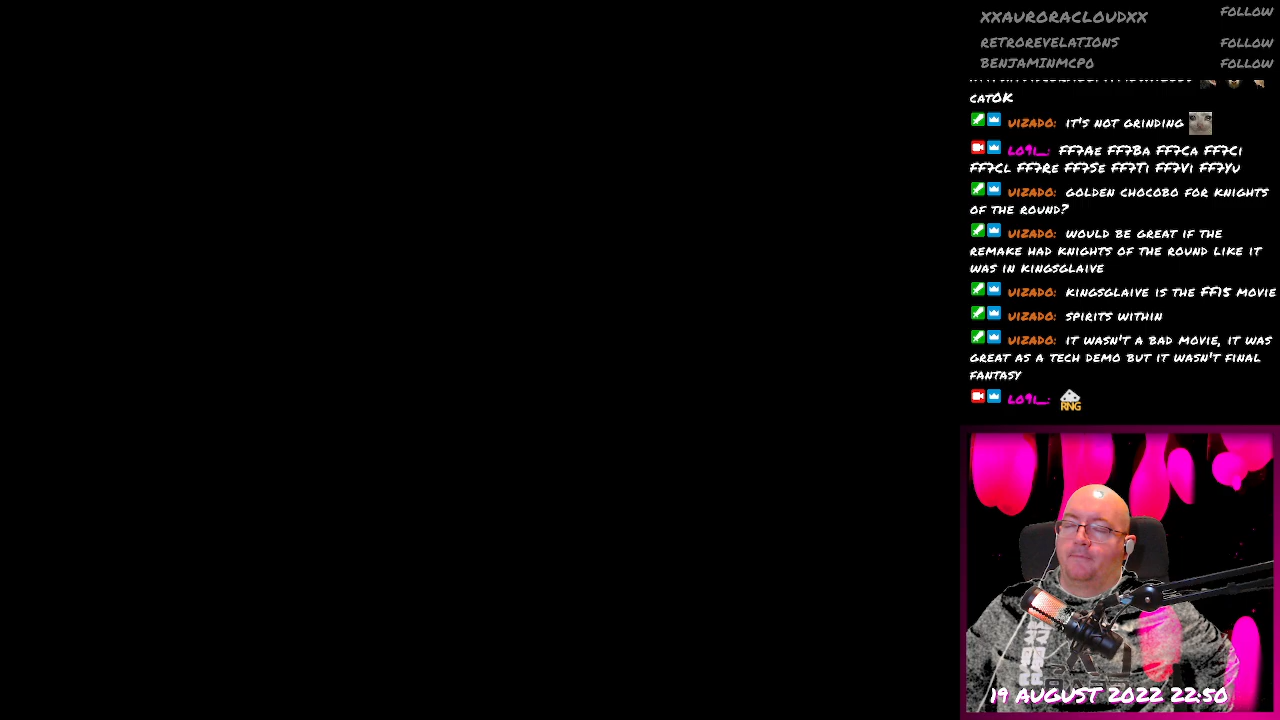 XXAURORACLOUDXX FOLLOW
RETROREVELATIONS FOLLOW
BENJAMINMCPO FOLLOW
CATOK
VIZADO: IT'S NOT GRINDING
LO91_: FF7AE FF7BA FF7CA FF7CI
FF7CL FF7RE FF7SE FF7TI FF7VI FF7YU
VIZADO: GOLDEN CHOCOBO FOR KNIGHTS
OF THE ROUND?
VIZADO: WOULD BE GREAT IF THE
REMAKE HAD KNIGHTS OF THE ROUND LIKE IT
WAS IN KINGSGLAIVE
VIZADO: KINGSGLAIVE IS THE FF15 MOVIE
VIZADO: SPIRITS WITHIN
VIZADO: IT WASN'T A BAD MOVIE, IT WAS
GREAT AS A TECH DEMO BUT IT WASN'T FINAL
FANTASY
LO91_: RNG
19 AUGUST 2022 22:50